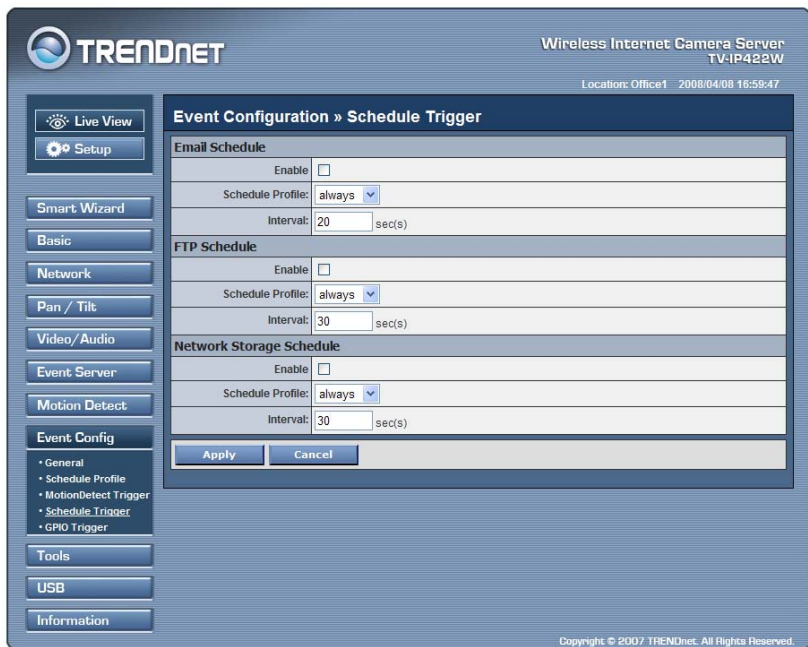 TRENDNET
Wireless Internet Camera Server
TV-IP422W
Location: Office1 2008/04/08 16:59:47
Live View
Setup
Smart Wizard
Basic
Network
Pan / Tilt
Video/Audio
Event Server
Motion Detect
Event Config
• General
• Schedule Profile
• MotionDetect Trigger
• Schedule Trigger
• GPIO Trigger
Tools
USB
Information
Event Configuration » Schedule Trigger
Email Schedule
Enable
Schedule Profile: always
Interval: 20 sec(s)
FTP Schedule
Enable
Schedule Profile: always
Interval: 30 sec(s)
Network Storage Schedule
Enable
Schedule Profile: always
Interval: 30 sec(s)
Apply Cancel
Copyright © 2007 TRENDnet. All Rights Reserved.